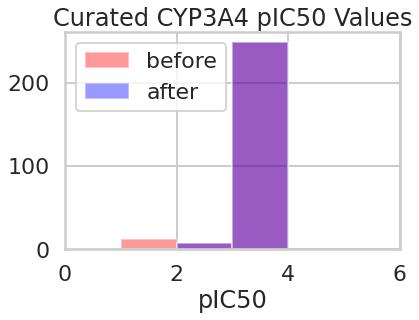 Curated CYP3A4 pIC50 Values
before
after
200
100
0
0 2 4 6
pIC50